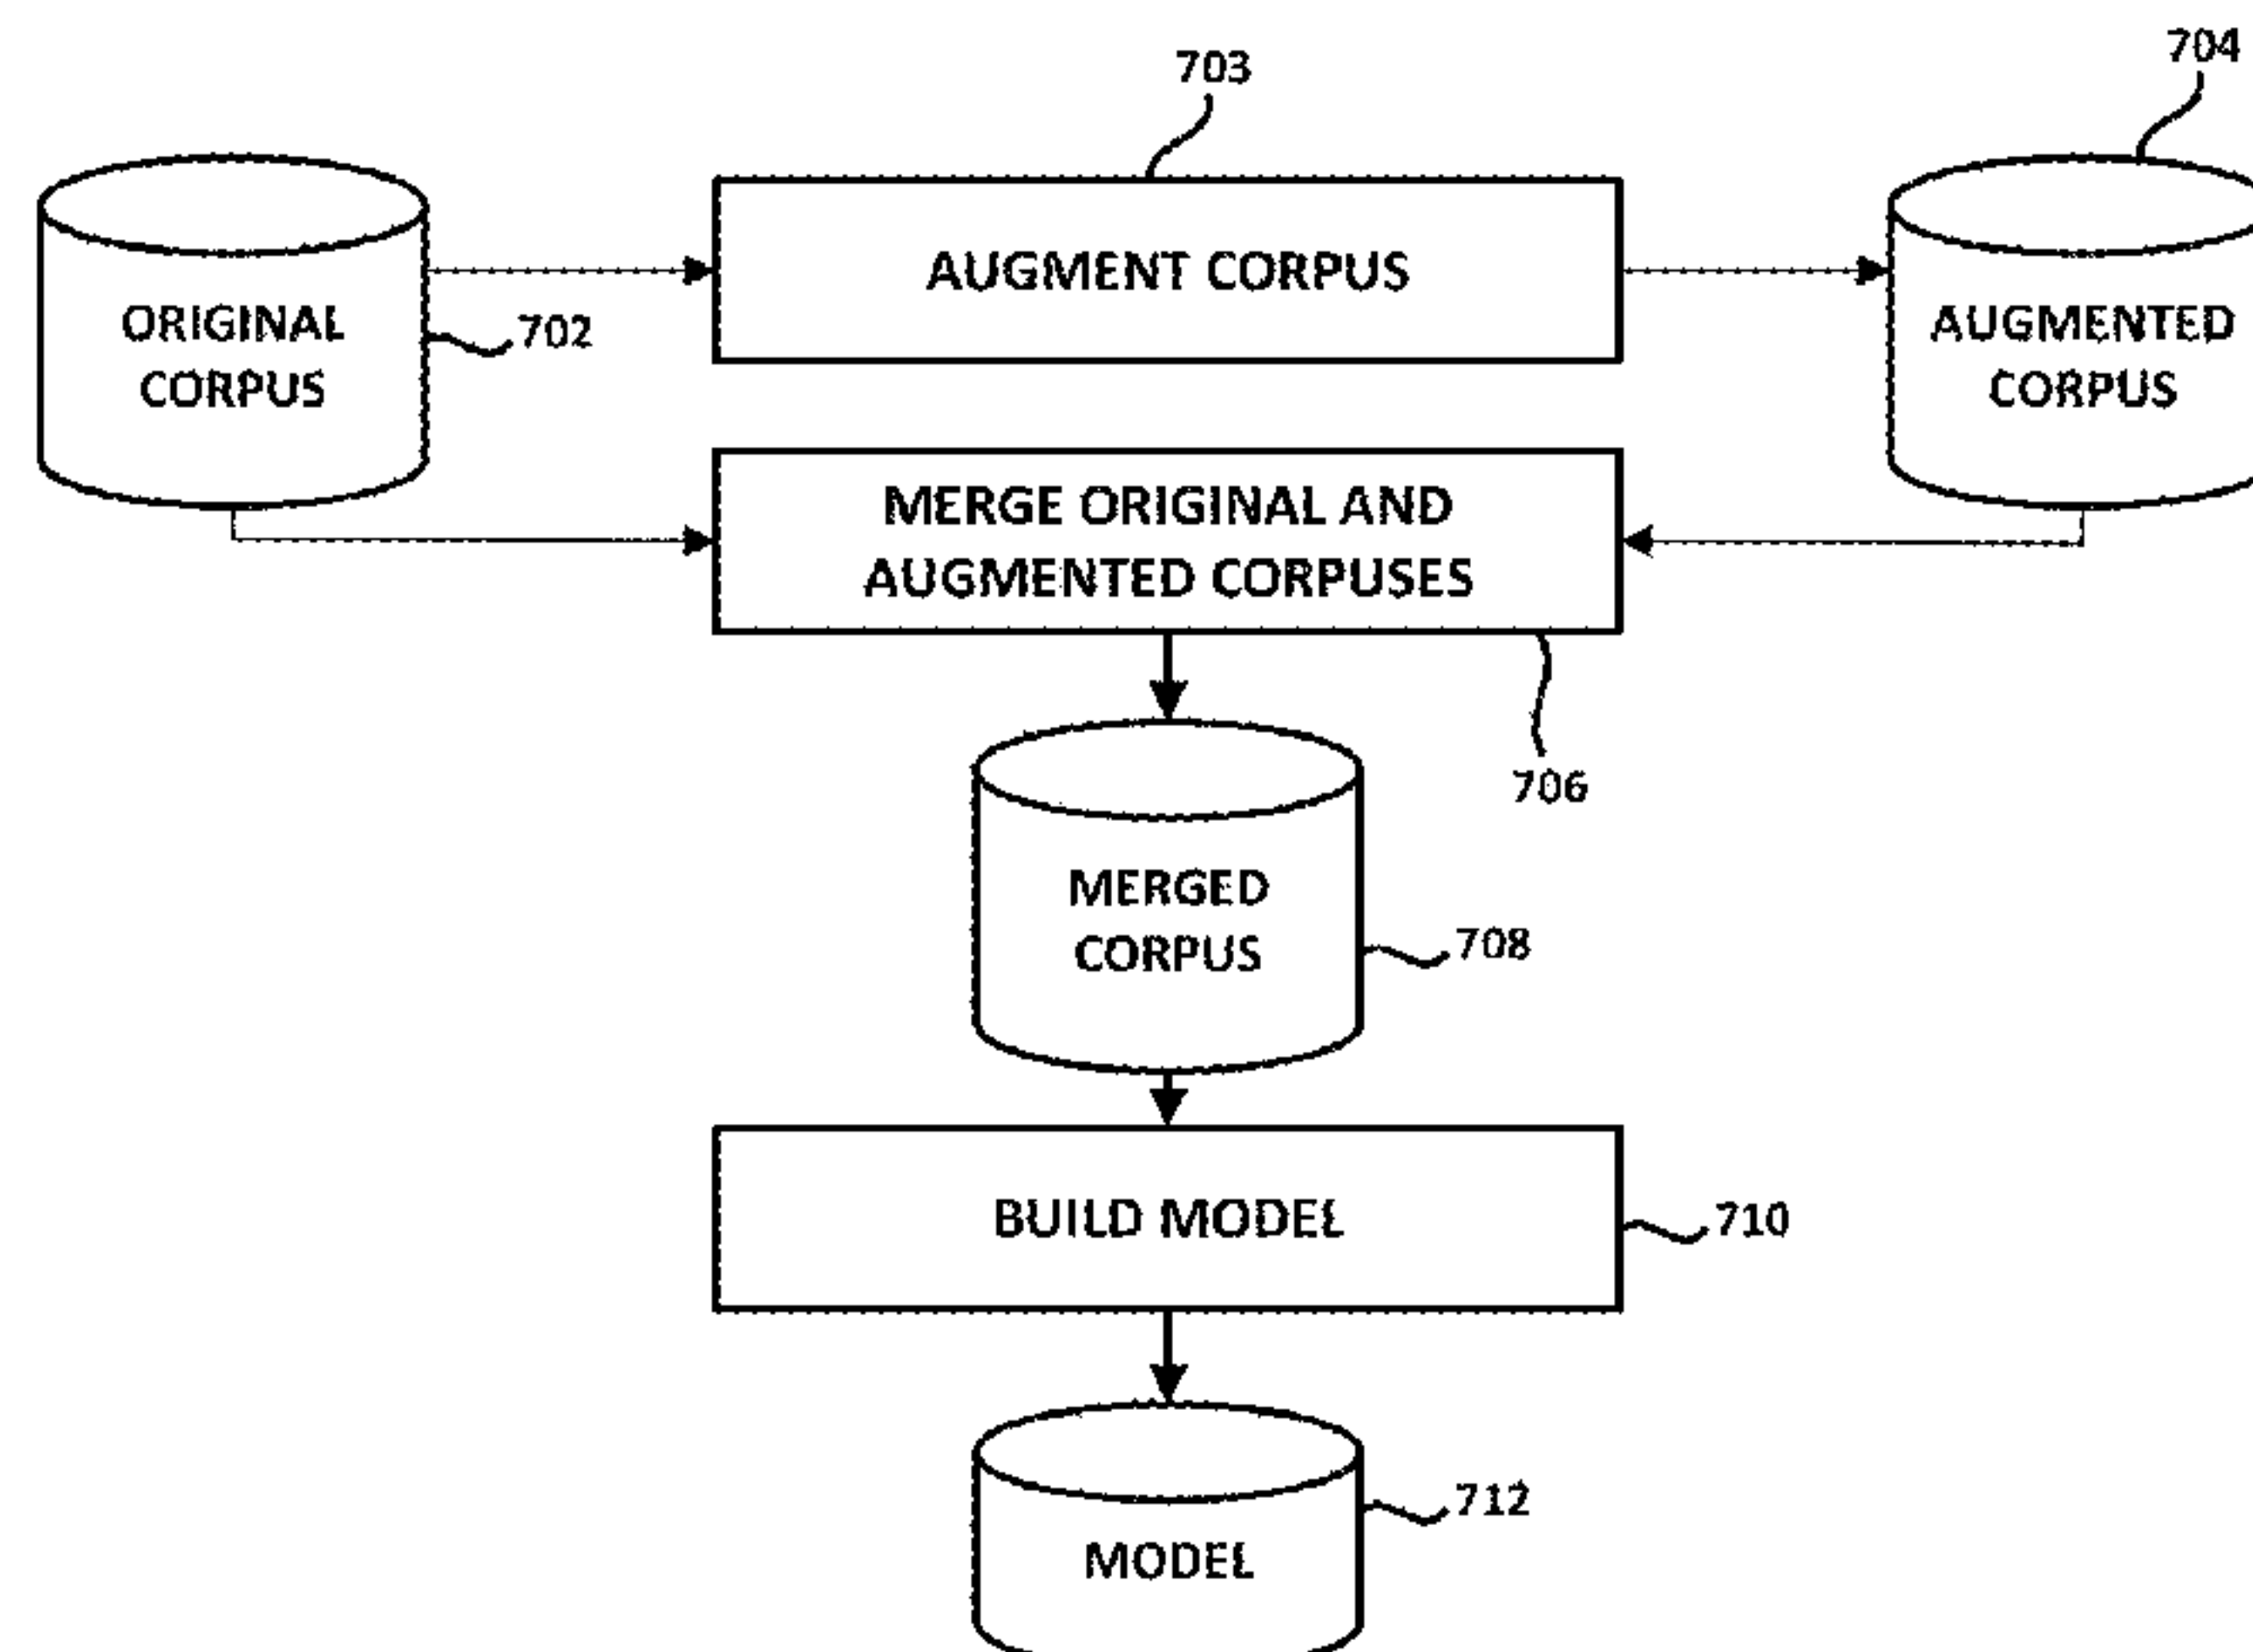 703
704
ORIGINAL
CORPUS
702
AUGMENT CORPUS
AUGMENTED
CORPUS
MERGE ORIGINAL AND
AUGMENTED CORPUSES
706
MERGED
CORPUS
708
BUILD MODEL
710
MODEL
712